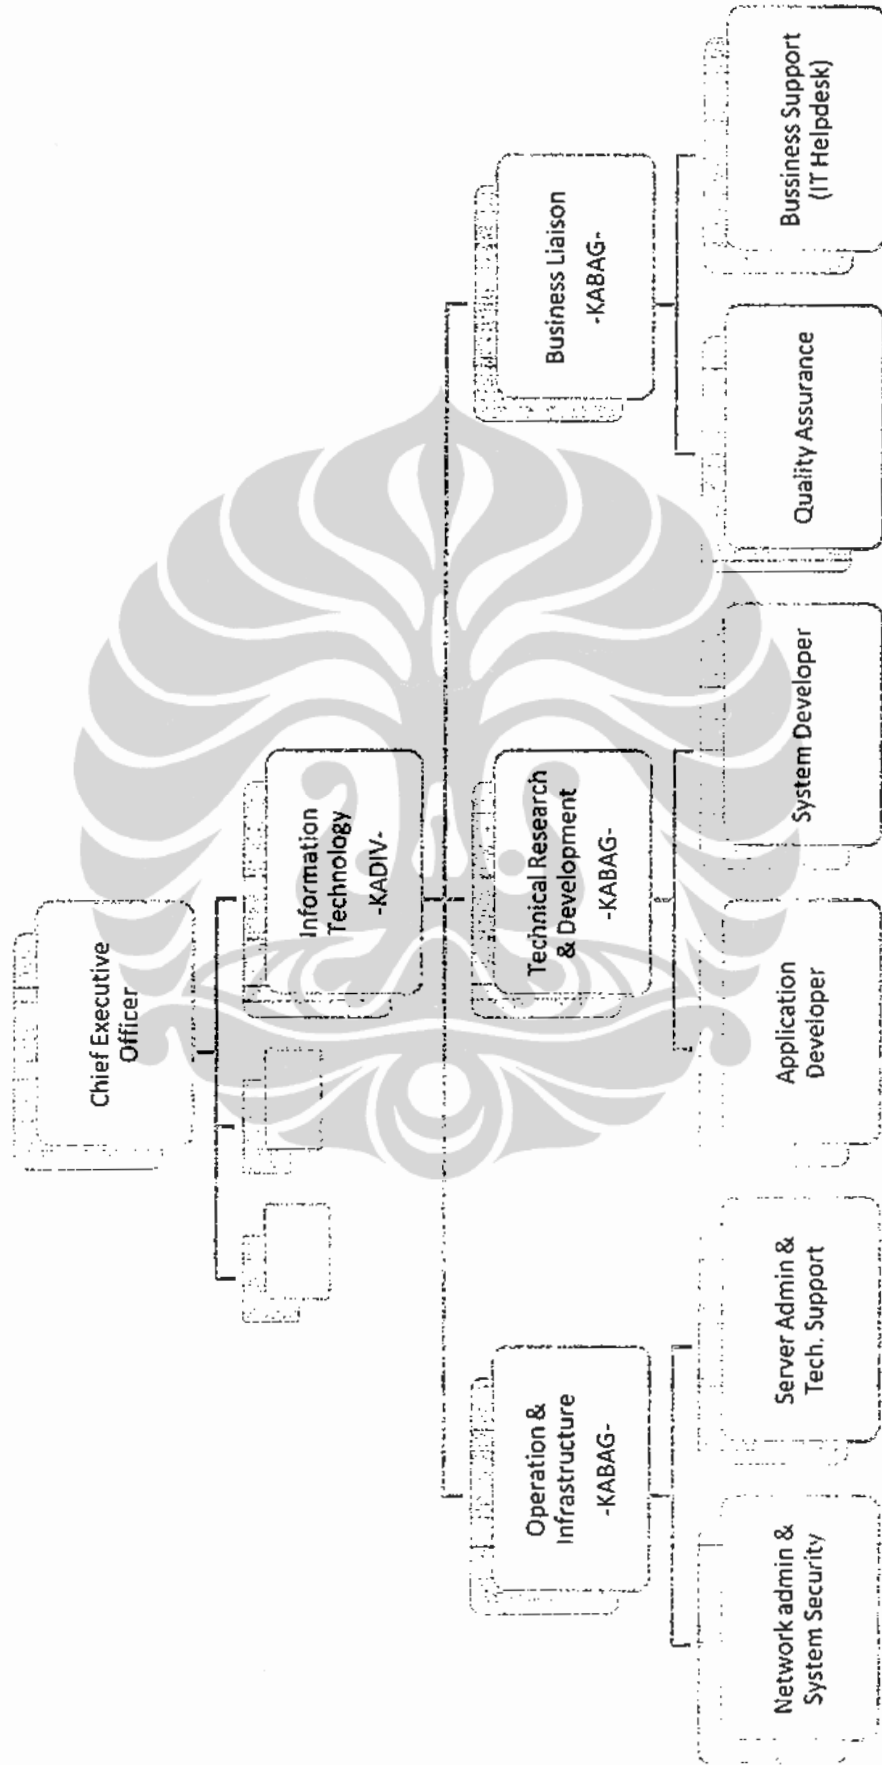 Chief Executive
Officer
Information
Technology
-KADIV-
Operation &
Infrastructure
-KABAG-
Technical Research
& Development
-KABAG-
Business Liaison
-KABAG-
Network admin &
System Security
Server Admin &
Tech. Support
Application
Developer
System Developer
Quality Assurance
Bussiness Support
(IT Helpdesk)